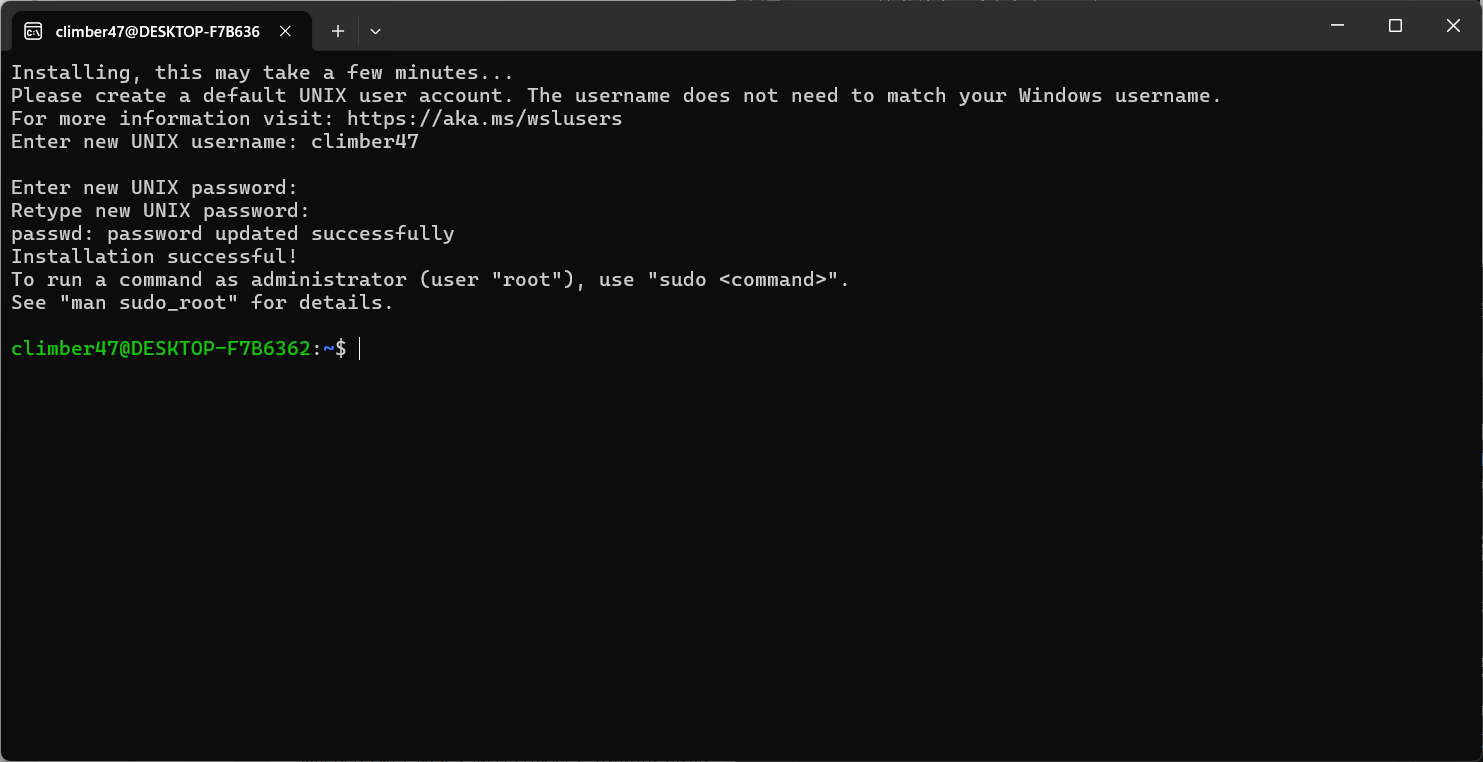 climber47@DESKTOP-F7B636
Installing, this may take a few minutes...
Please create a default UNIX user account. The username does not need to match your Windows username.
For more information visit: https://aka.ms/wslusers
Enter new UNIX username: climber47
Enter new UNIX password:
Retype new UNIX password:
passwd: password updated successfully
Installation successful!
To run a command as administrator (user "root"), use "sudo <command>".
See "man sudo_root" for details.
climber47@DESKTOP-F7B6362:~$